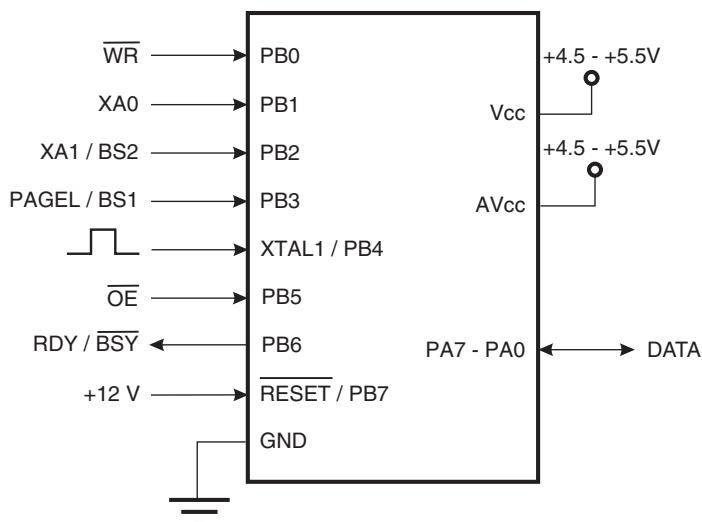 WR
PB0
+4.5 - +5.5V
XA0
PB1
Vcc
XA1 / BS2
PB2
+4.5 - +5.5V
PAGEL / BS1
PB3
AVcc
XTAL1 / PB4
OE
PB5
RDY / BSY
PB6
PA7 - PA0
DATA
+12 V
RESET / PB7
GND